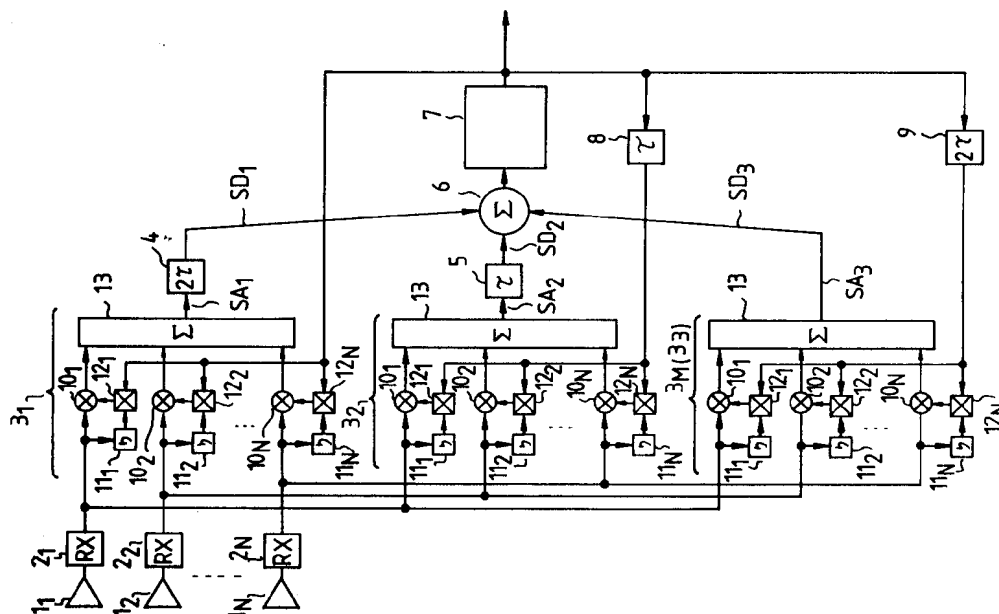 1₁
2₁
RX
1₂
2₂
RX
1N
2N
RX
3₁
10₁
12₁
11₁
τ
10₂
12₂
11₂
τ
10N
12N
11N
τ
13
Σ
SA₁
4
2τ
SD₁
3₂
10₁
12₁
11₁
τ
10₂
12₂
11₂
τ
10N
12N
11N
τ
13
Σ
SA₂
5
τ
SD₂
6
Σ
7
8
τ
3M(3₃)
10₁
12₁
11₁
τ
10₂
12₂
11₂
τ
10N
12N
11N
τ
13
Σ
SA₃
SD₃
9
2τ